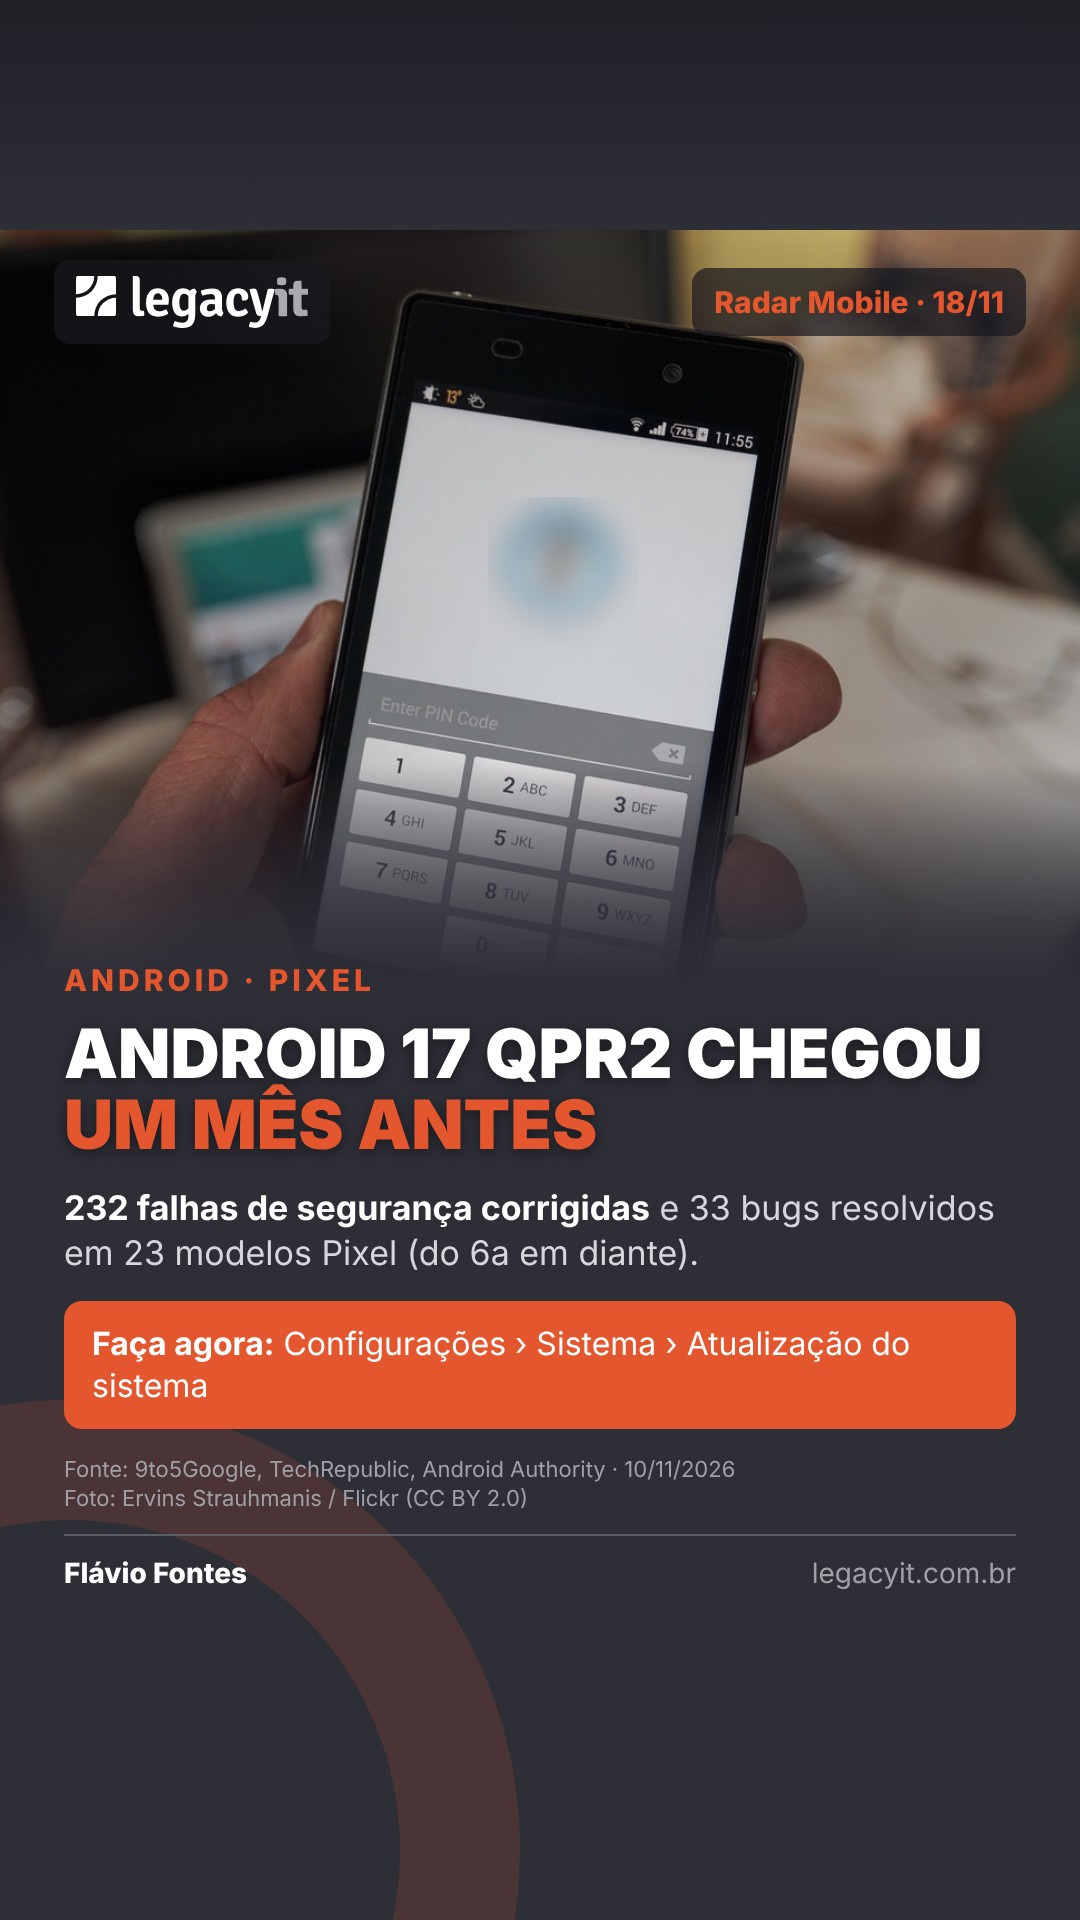 legacyit
Radar Mobile · 18/11
13°
74%
11:55
Enter PIN Code
1
2 ABC
3 DEF
4 GHI
5 JKL
6 MNO
7 PQRS
8 TUV
9 WXYZ
0
ANDROID · PIXEL
ANDROID 17 QPR2 CHEGOU
UM MÊS ANTES
232 falhas de segurança corrigidas e 33 bugs resolvidos
em 23 modelos Pixel (do 6a em diante).
Faça agora: Configurações › Sistema › Atualização do
sistema
Fonte: 9to5Google, TechRepublic, Android Authority · 10/11/2026
Foto: Ervins Strauhmanis / Flickr (CC BY 2.0)
Flávio Fontes
legacyit.com.br